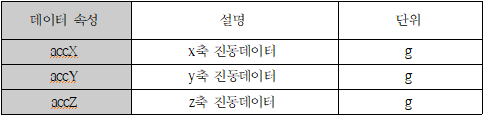 데이터 속성 설명 단위
accX x축 진동데이터 g
accY y축 진동데이터 g
accZ z축 진동데이터 g